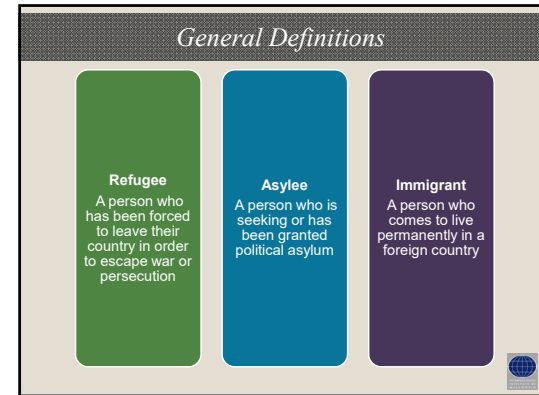 General Definitions
Refugee
A person who
has been forced
to leave their
country in order
to escape war or
persecution
Asylee
A person who is
seeking or has
been granted
political asylum
Immigrant
A person who
comes to live
permanently in a
foreign country